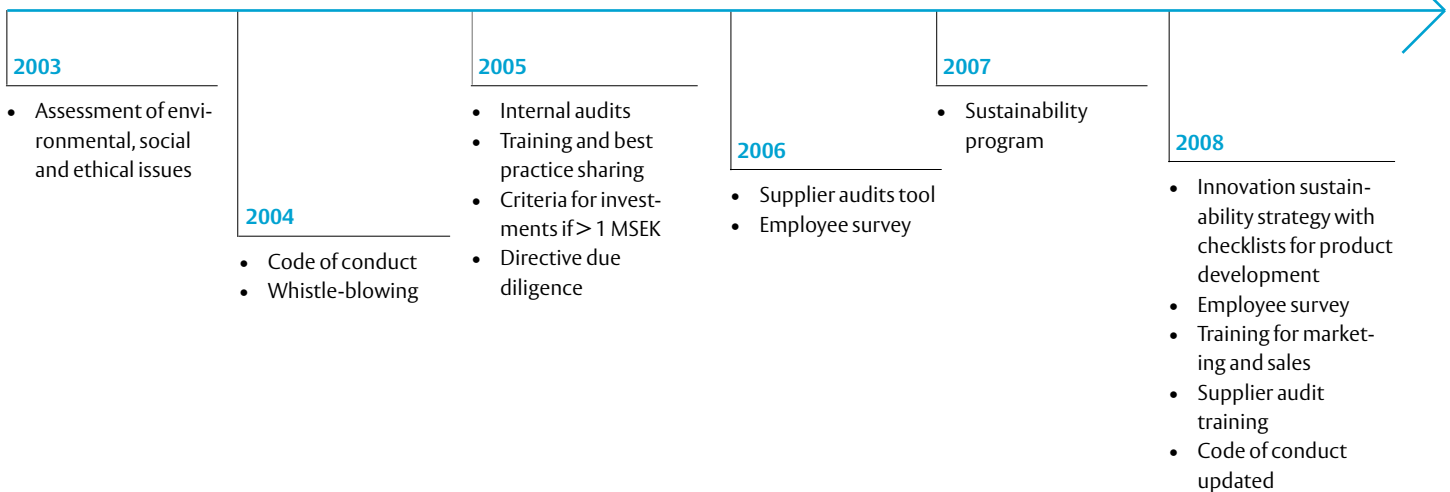 2003
• Assessment of envi-
ronmental, social
and ethical issues
2004
• Code of conduct
• Whistle-blowing
2005
• Internal audits
• Training and best
practice sharing
• Criteria for invest-
ments if > 1 MSEK
• Directive due
diligence
2006
• Supplier audits tool
• Employee survey
2007
• Sustainability
program
2008
• Innovation sustain-
ability strategy with
checklists for product
development
• Employee survey
• Training for market-
ing and sales
• Supplier audit
training
• Code of conduct
updated